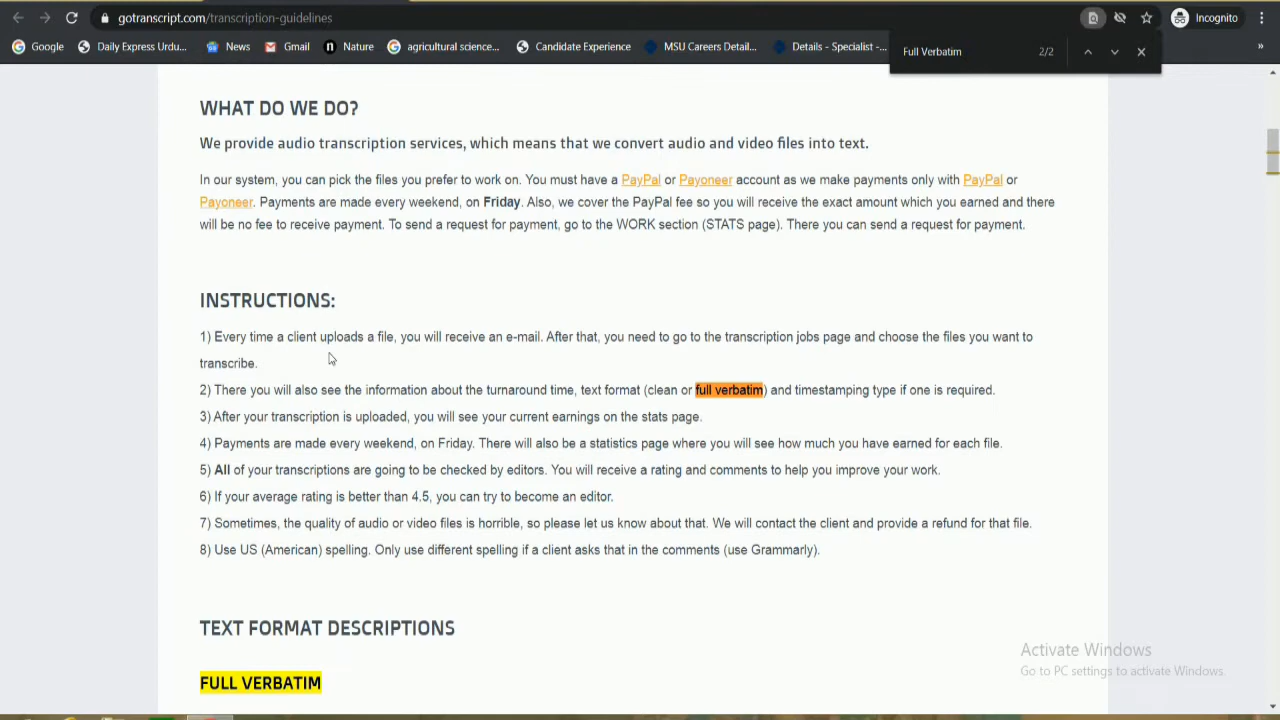 gotranscript.com/transcription-guidelines
Incognito
Google
Daily Express Urdu...
News
Gmail
Nature
agricultural science...
Candidate Experience
MSU Careers Detail...
Details - Specialist -...
»
Full Verbatim 2/2
WHAT DO WE DO?
We provide audio transcription services, which means that we convert audio and video files into text.
In our system, you can pick the files you prefer to work on. You must have a PayPal or Payoneer account as we make payments only with PayPal or
Payoneer. Payments are made every weekend, on Friday. Also, we cover the PayPal fee so you will receive the exact amount which you earned and there
will be no fee to receive payment. To send a request for payment, go to the WORK section (STATS page). There you can send a request for payment.
INSTRUCTIONS:
1) Every time a client uploads a file, you will receive an e-mail. After that, you need to go to the transcription jobs page and choose the files you want to
transcribe.
2) There you will also see the information about the turnaround time, text format (clean or full verbatim) and timestamping type if one is required.
3) After your transcription is uploaded, you will see your current earnings on the stats page.
4) Payments are made every weekend, on Friday. There will also be a statistics page where you will see how much you have earned for each file.
5) All of your transcriptions are going to be checked by editors. You will receive a rating and comments to help you improve your work.
6) If your average rating is better than 4.5, you can try to become an editor.
7) Sometimes, the quality of audio or video files is horrible, so please let us know about that. We will contact the client and provide a refund for that file.
8) Use US (American) spelling. Only use different spelling if a client asks that in the comments (use Grammarly).
TEXT FORMAT DESCRIPTIONS
FULL VERBATIM
Activate Windows
Go to PC settings to activate Windows.